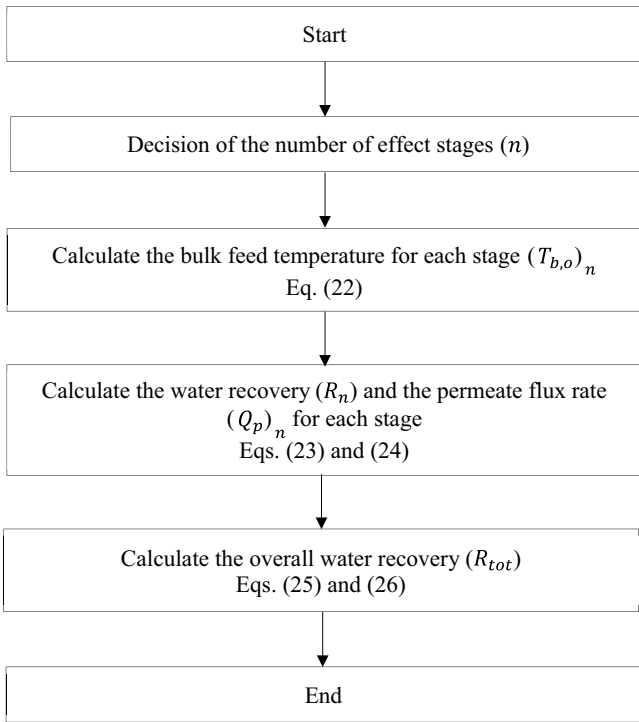 Start
Decision of the number of effect stages (n)
Calculate the bulk feed temperature for each stage (T_{b,o})_n
Eq. (22)
Calculate the water recovery (R_n) and the permeate flux rate
(Q_p)_n for each stage
Eqs. (23) and (24)
Calculate the overall water recovery (R_{tot})
Eqs. (25) and (26)
End